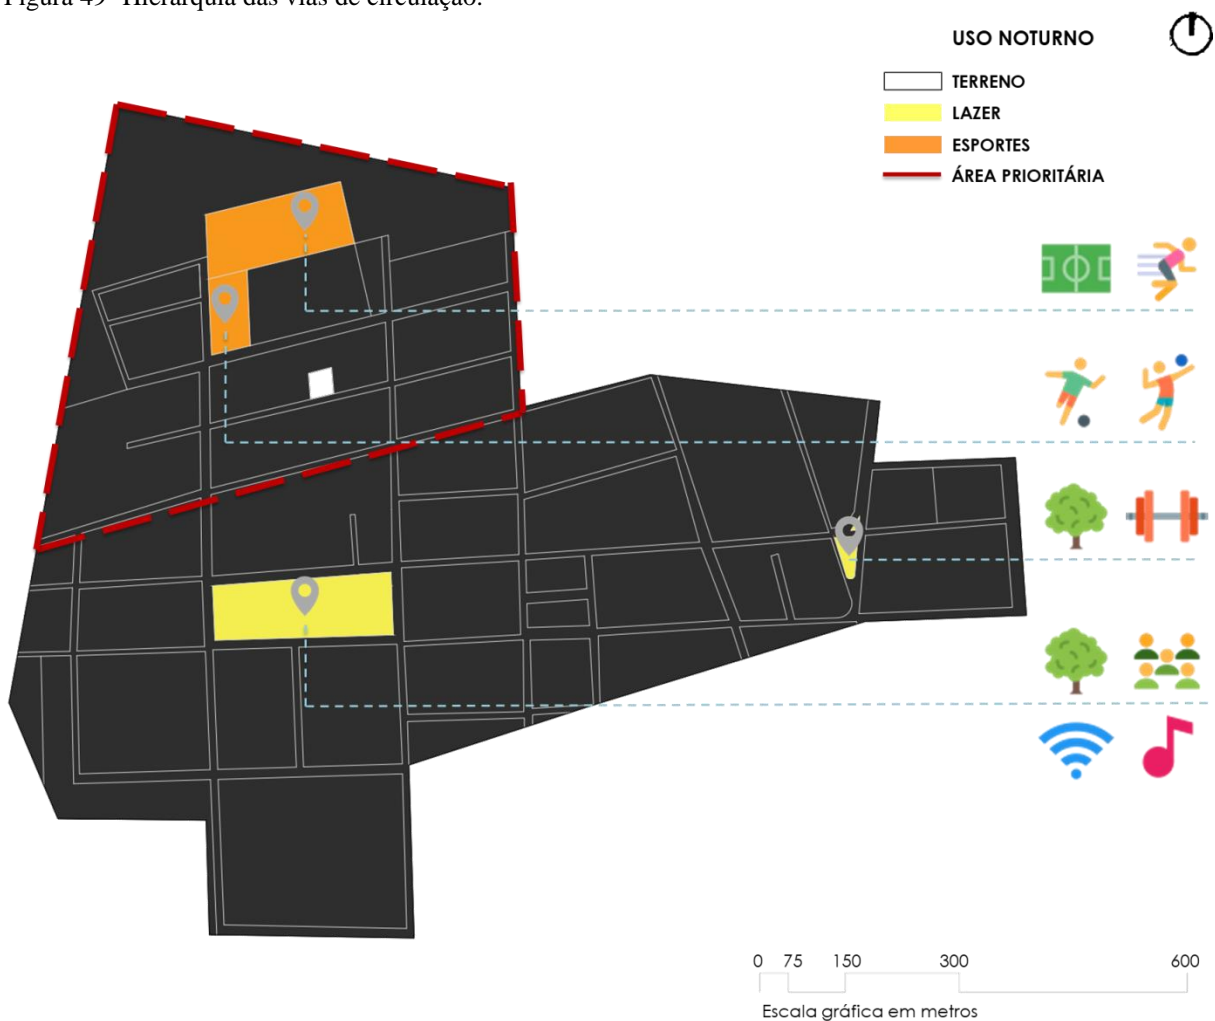 Figura 49- Hierarquia das vias de circulação.
USO NOTURNO
TERRENO
LAZER
ESPORTES
ÁREA PRIORITÁRIA
0 75 150 300 600
Escala gráfica em metros